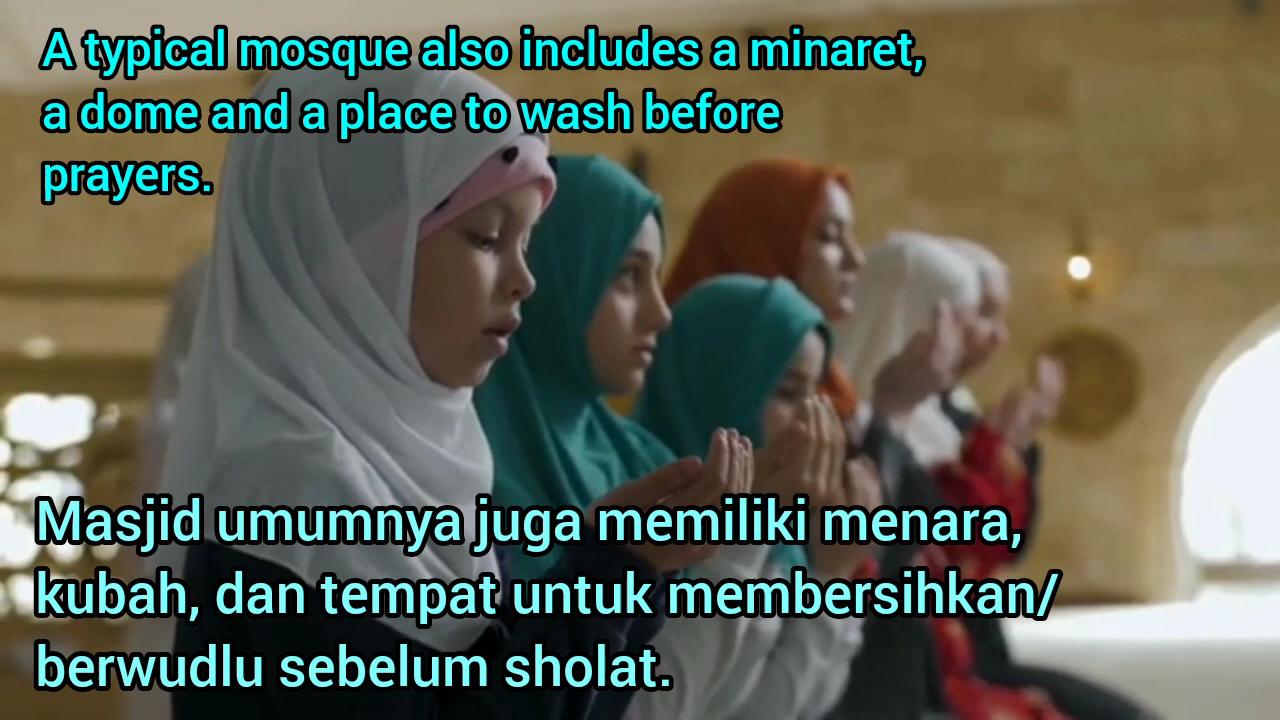 A typical mosque also includes a minaret,
a dome and a place to wash before
prayers.
Masjid umumnya juga memiliki menara,
kubah, dan tempat untuk membersihkan/
berwudlu sebelum sholat.